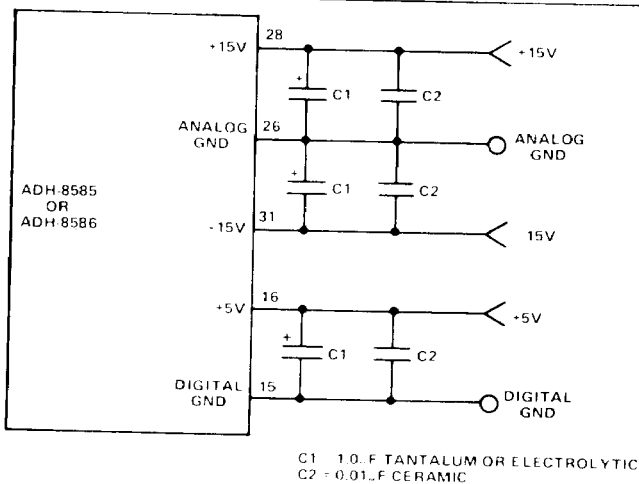 +15V 28 +15V
+ C1 C2
ANALOG GND 26 ANALOG GND
+ C1 C2
ADH-8585
OR
ADH-8586
-15V 31 15V
+5V 16 +5V
+ C1 C2
DIGITAL GND 15 DIGITAL GND
C1 1.0..F TANTALUM OR ELECTROLYTIC
C2 = 0.01..F CERAMIC